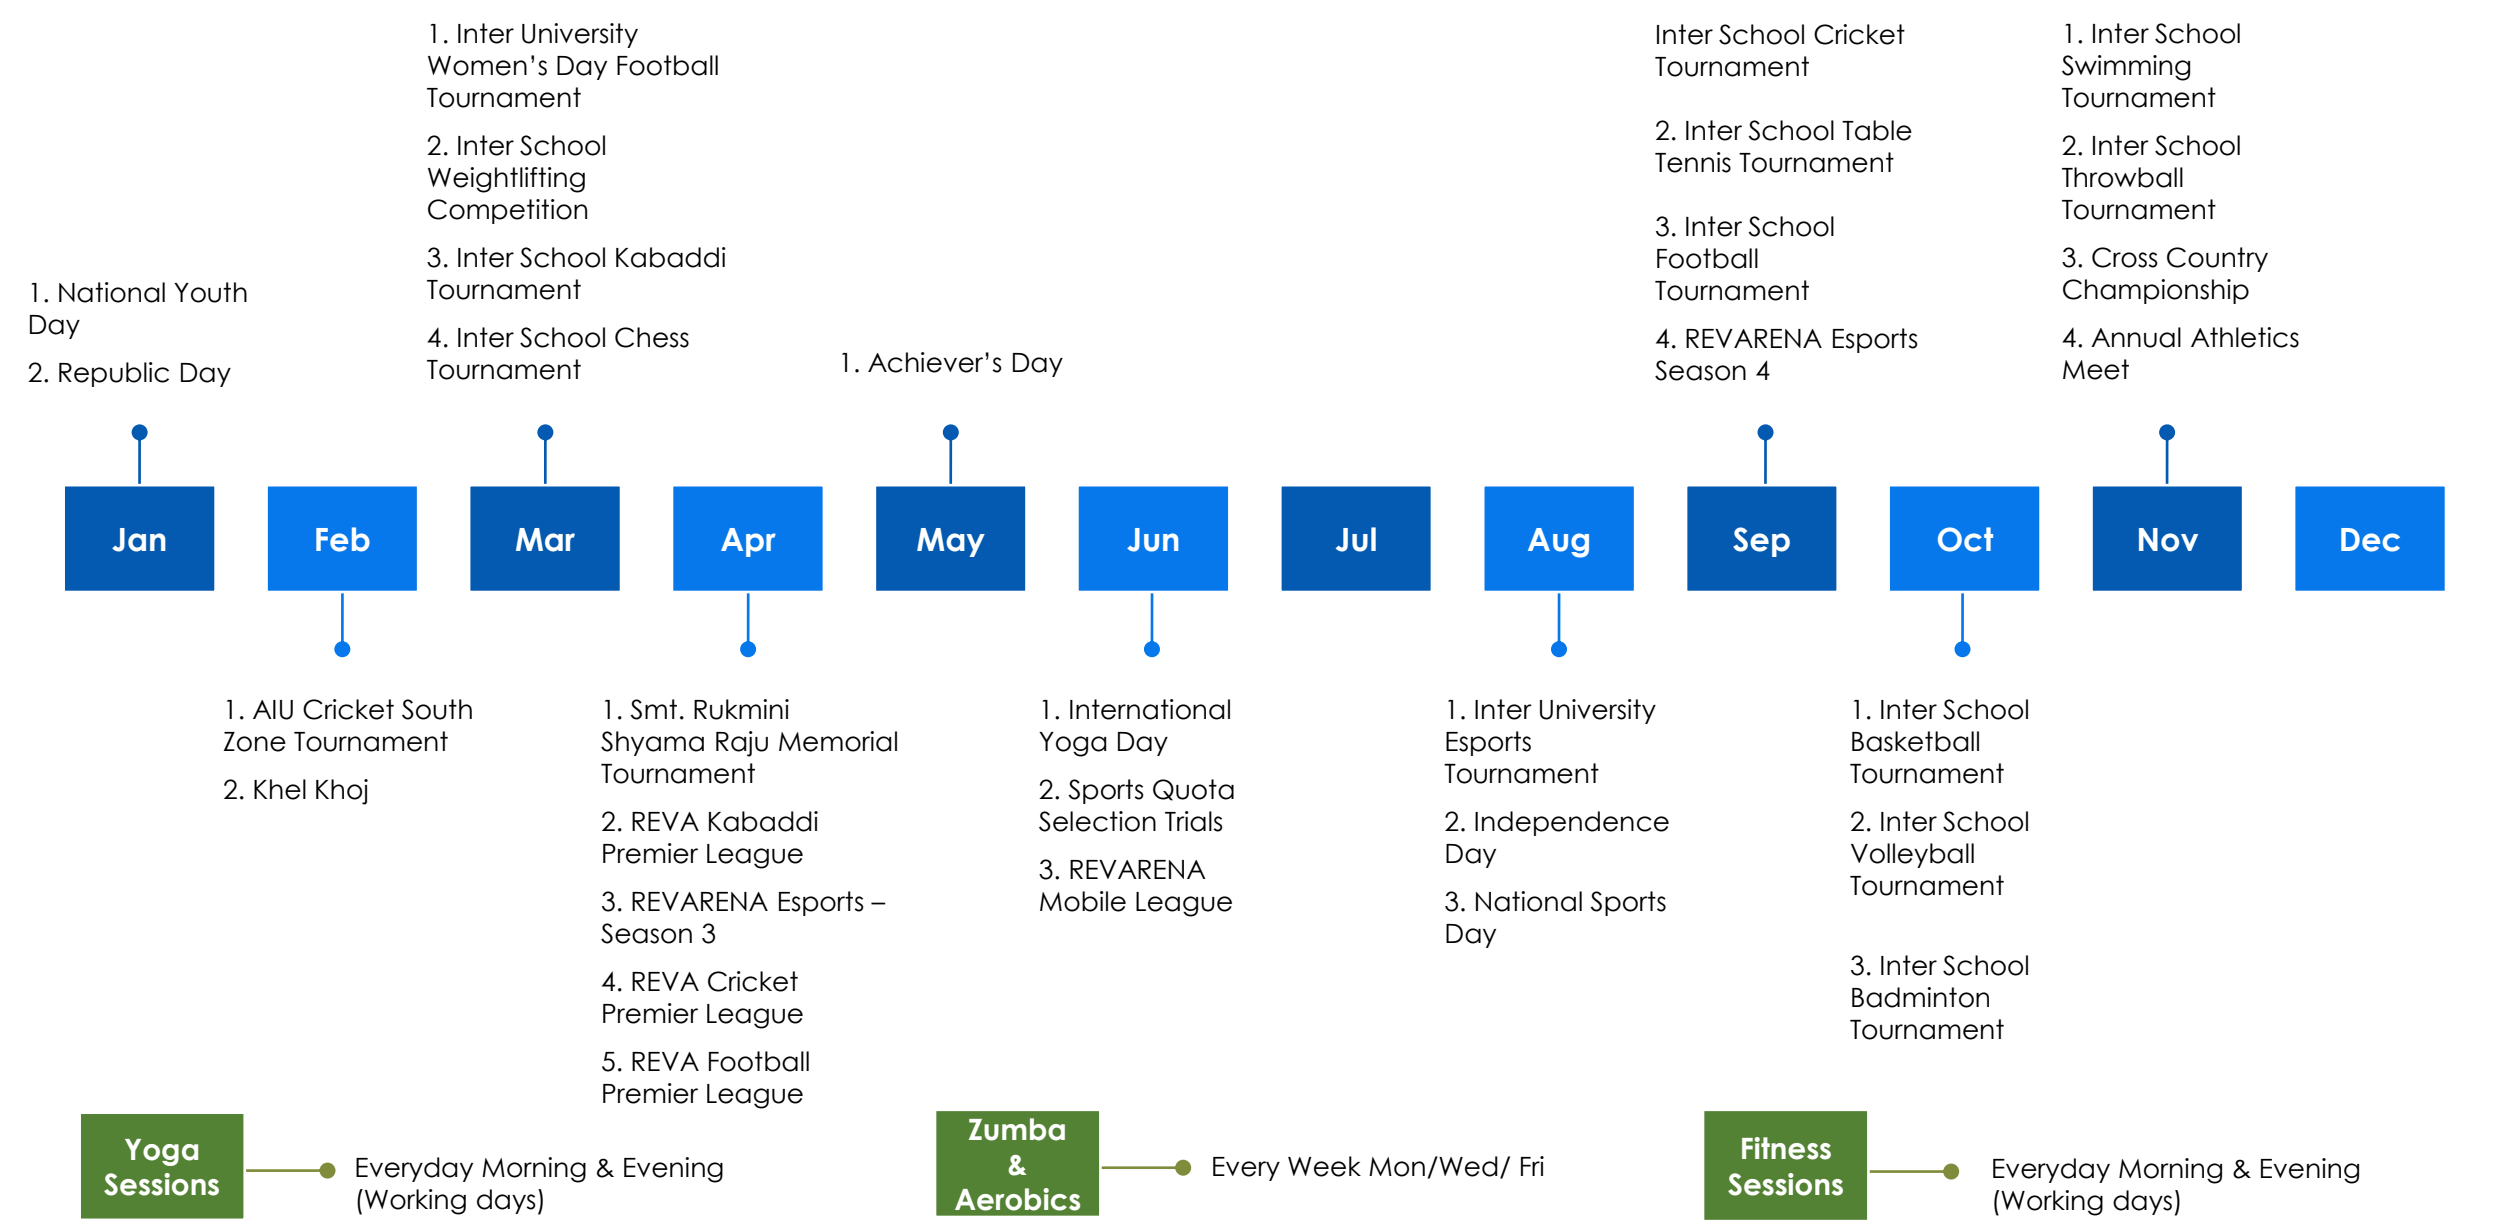 1. National Youth
Day
2. Republic Day
1. Inter University
Women’s Day Football
Tournament
2. Inter School
Weightlifting
Competition
3. Inter School Kabaddi
Tournament
4. Inter School Chess
Tournament
1. Achiever’s Day
Inter School Cricket
Tournament
2. Inter School Table
Tennis Tournament
3. Inter School
Football
Tournament
4. REVARENA Esports
Season 4
1. Inter School
Swimming
Tournament
2. Inter School
Throwball
Tournament
3. Cross Country
Championship
4. Annual Athletics
Meet
Jan
Feb
Mar
Apr
May
Jun
Jul
Aug
Sep
Oct
Nov
Dec
1. AIU Cricket South
Zone Tournament
2. Khel Khoj
1. Smt. Rukmini
Shyama Raju Memorial
Tournament
2. REVA Kabaddi
Premier League
3. REVARENA Esports –
Season 3
4. REVA Cricket
Premier League
5. REVA Football
Premier League
1. International
Yoga Day
2. Sports Quota
Selection Trials
3. REVARENA
Mobile League
1. Inter University
Esports
Tournament
2. Independence
Day
3. National Sports
Day
1. Inter School
Basketball
Tournament
2. Inter School
Volleyball
Tournament
3. Inter School
Badminton
Tournament
Yoga
Sessions
Everyday Morning & Evening
(Working days)
Zumba
&
Aerobics
Every Week Mon/Wed/ Fri
Fitness
Sessions
Everyday Morning & Evening
(Working days)